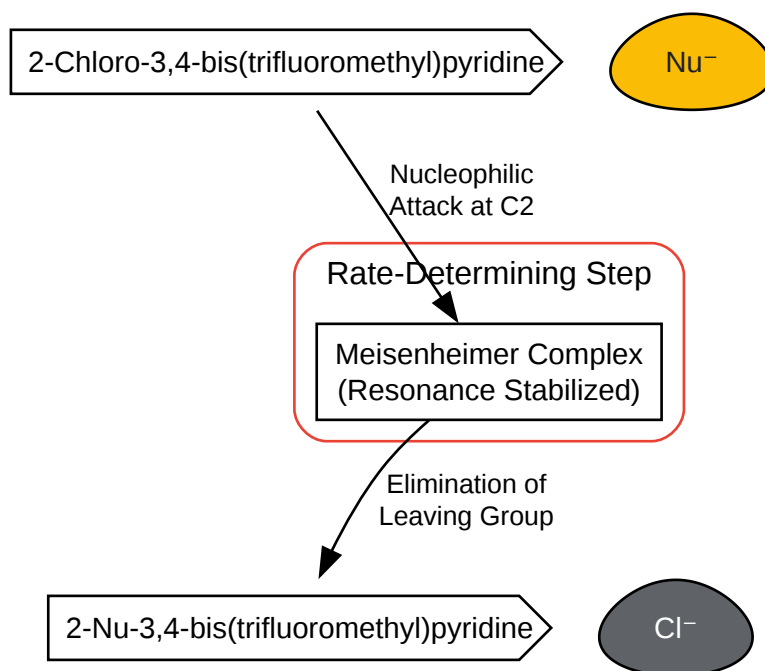 2-Chloro-3,4-bis(trifluoromethyl)pyridine
Nu⁻
Nucleophilic
Attack at C2
Rate-Determining Step
Meisenheimer Complex
(Resonance Stabilized)
Elimination of
Leaving Group
2-Nu-3,4-bis(trifluoromethyl)pyridine
Cl⁻